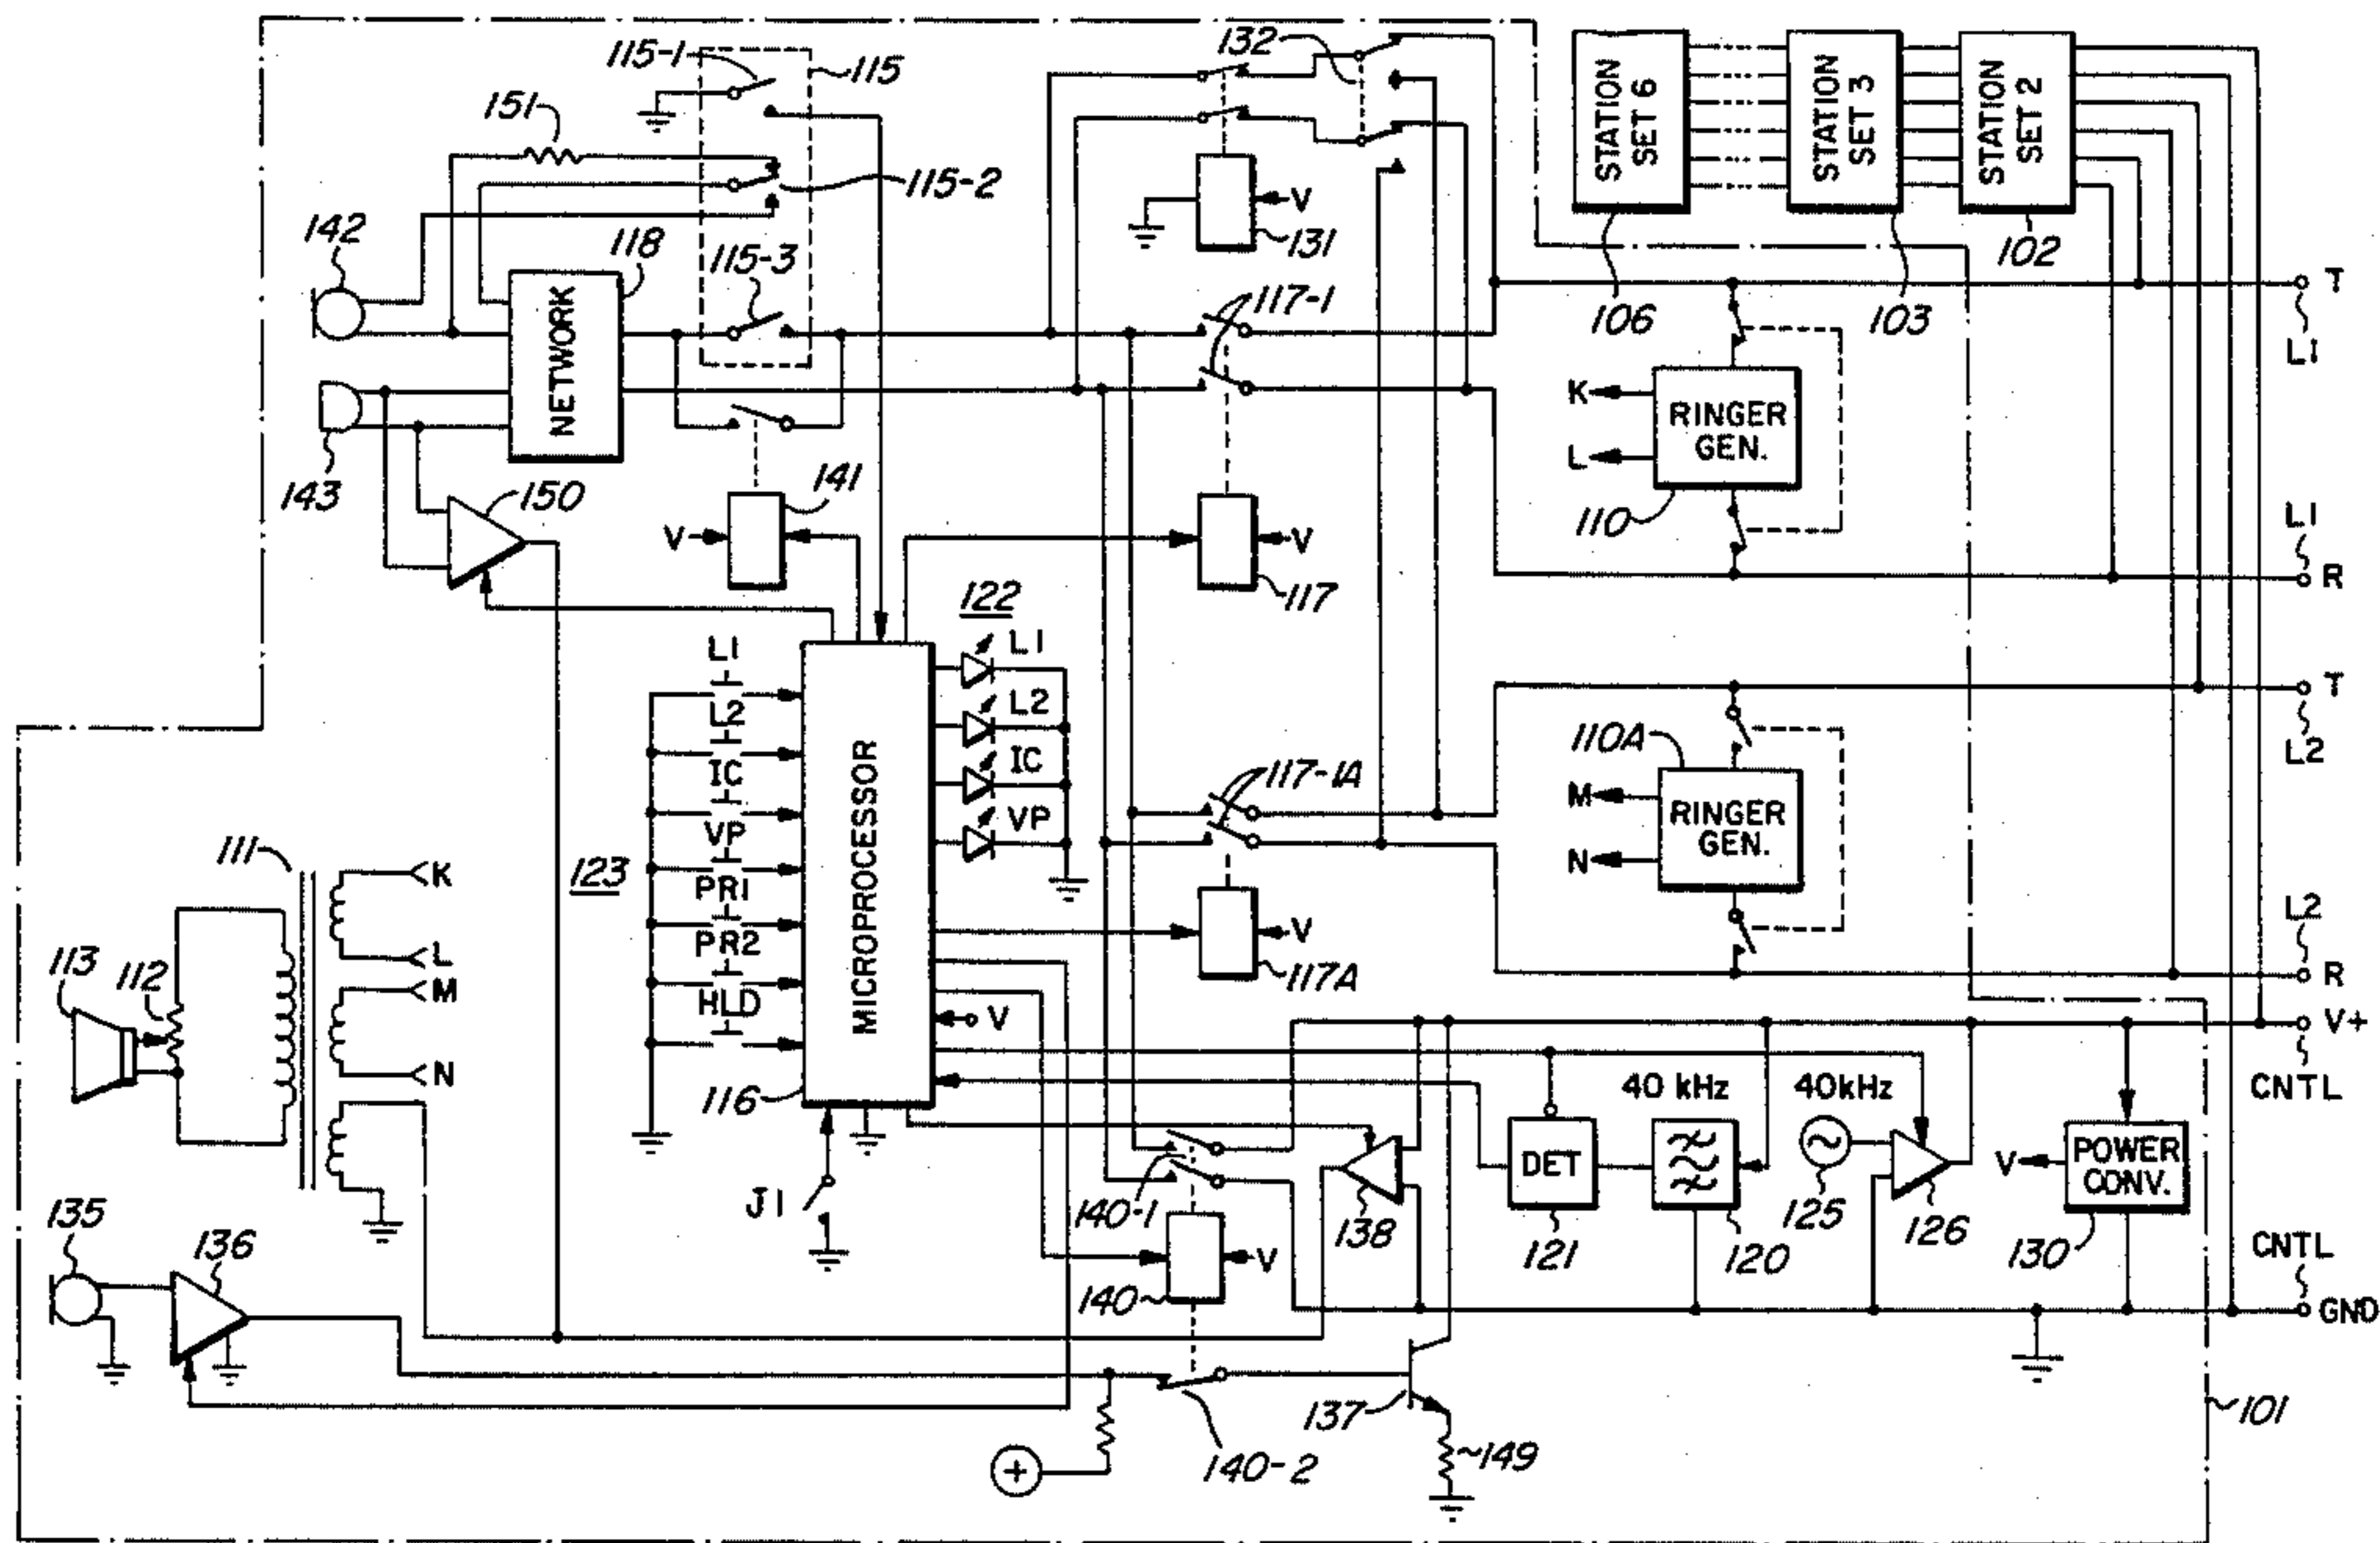 115-1
115
132
151
115-2
142
118
115-3
NETWORK
143
150
141
V
131
V
117-1
117
V
STATION SET 6
STATION SET 3
STATION SET 2
106
103
102
T
L1
K
L
RINGER GEN.
110
L1
R
122
L1
L2
IC
VP
PR1
PR2
HLD
123
MICROPROCESSOR
116
L1
L2
IC
VP
V
J1
117-1A
117A
V
T
L2
110A
M
N
RINGER GEN.
L2
R
111
K
L
M
N
113
112
V+
CNTL
40 kHz
40kHz
DET
121
120
125
126
V
POWER CONV.
130
CNTL
GND
140-1
140
V
138
135
136
137
149
140-2
+
101